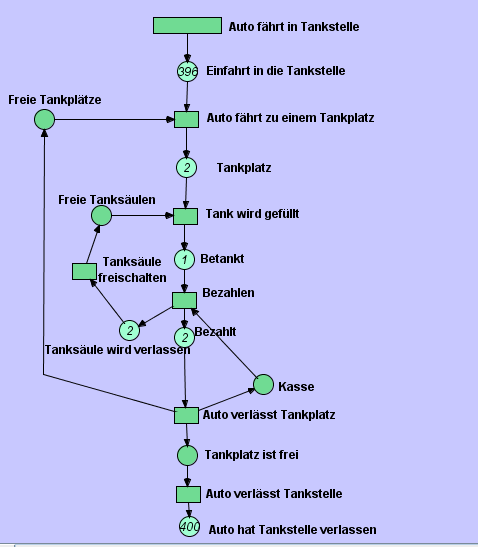 Auto fährt in Tankstelle
396 Einfahrt in die Tankstelle
Freie Tankplätze
Auto fährt zu einem Tankplatz
2 Tankplatz
Freie Tanksäulen
Tank wird gefüllt
1 Betankt
Tanksäule
freischalten
Bezahlen
2 Bezahlt
2
Tanksäule wird verlassen
Kasse
Auto verlässt Tankplatz
Tankplatz ist frei
Auto verlässt Tankstelle
400 Auto hat Tankstelle verlassen